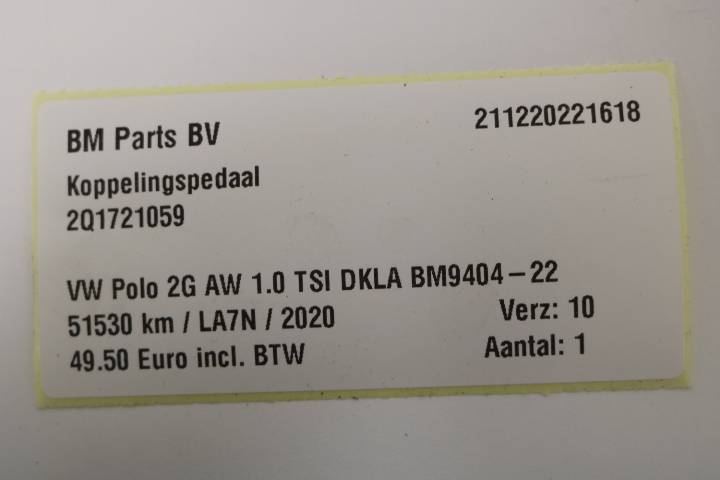 BM Parts BV 211220221618
Koppelingspedaal
2Q1721059
VW Polo 2G AW 1.0 TSI DKLA BM9404-22
51530 km / LA7N / 2020 Verz: 10
49.50 Euro incl. BTW Aantal: 1